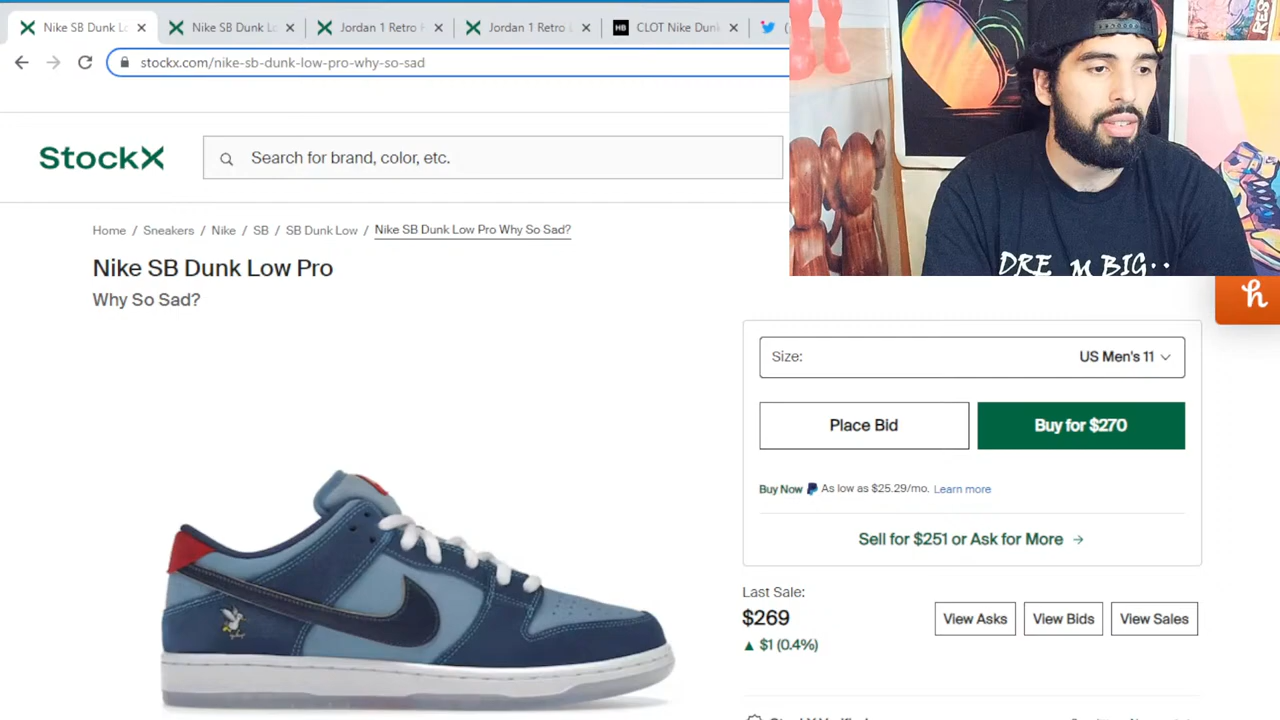 Nike SB Dunk Lo
Nike SB Dunk Lo
Jordan 1 Retro
Jordan 1 Retro
HB CLOT Nike Dunk
stockx.com/nike-sb-dunk-low-pro-why-so-sad
StockX
Search for brand, color, etc.
Home / Sneakers / Nike / SB / SB Dunk Low / Nike SB Dunk Low Pro Why So Sad?
Nike SB Dunk Low Pro
Why So Sad?
DRE M BIG..
h
Size: US Men's 11
Place Bid
Buy for $270
Buy Now As low as $25.29/mo. Learn more
Sell for $251 or Ask for More →
Last Sale:
$269
▲ $1 (0.4%)
View Asks
View Bids
View Sales